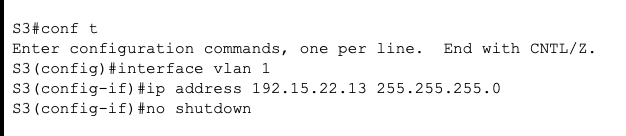 S3#conf t
Enter configuration commands, one per line.  End with CNTL/Z.
S3(config)#interface vlan 1
S3(config-if)#ip address 192.15.22.13 255.255.255.0
S3(config-if)#no shutdown